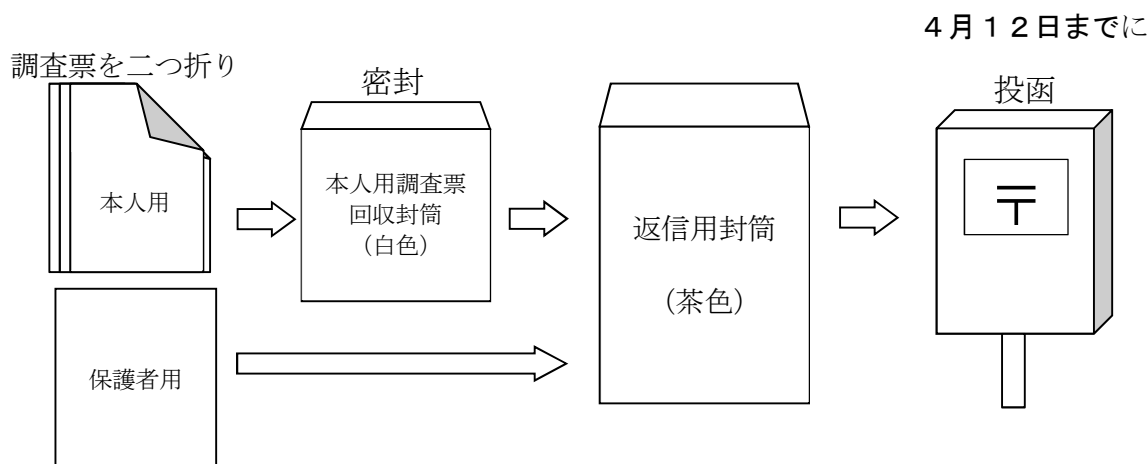 ４月１２日までに
調査票を二つ折り
密封
投函
本人用
本人用調査票
回収封筒
（白色）
返信用封筒
（茶色）
〒
保護者用